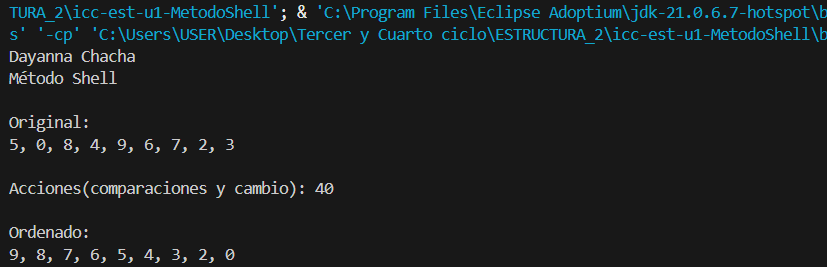 TURA_2\icc-est-u1-MetodoShell'; & 'C:\Program Files\Eclipse Adoptium\jdk-21.0.6.7-hotspot\b
s' '-cp' 'C:\Users\USER\Desktop\Tercer y Cuarto ciclo\ESTRUCTURA_2\icc-est-u1-MetodoShell\b
Dayanna Chacha
Método Shell
Original:
5, 0, 8, 4, 9, 6, 7, 2, 3
Acciones(comparaciones y cambio): 40
Ordenado:
9, 8, 7, 6, 5, 4, 3, 2, 0